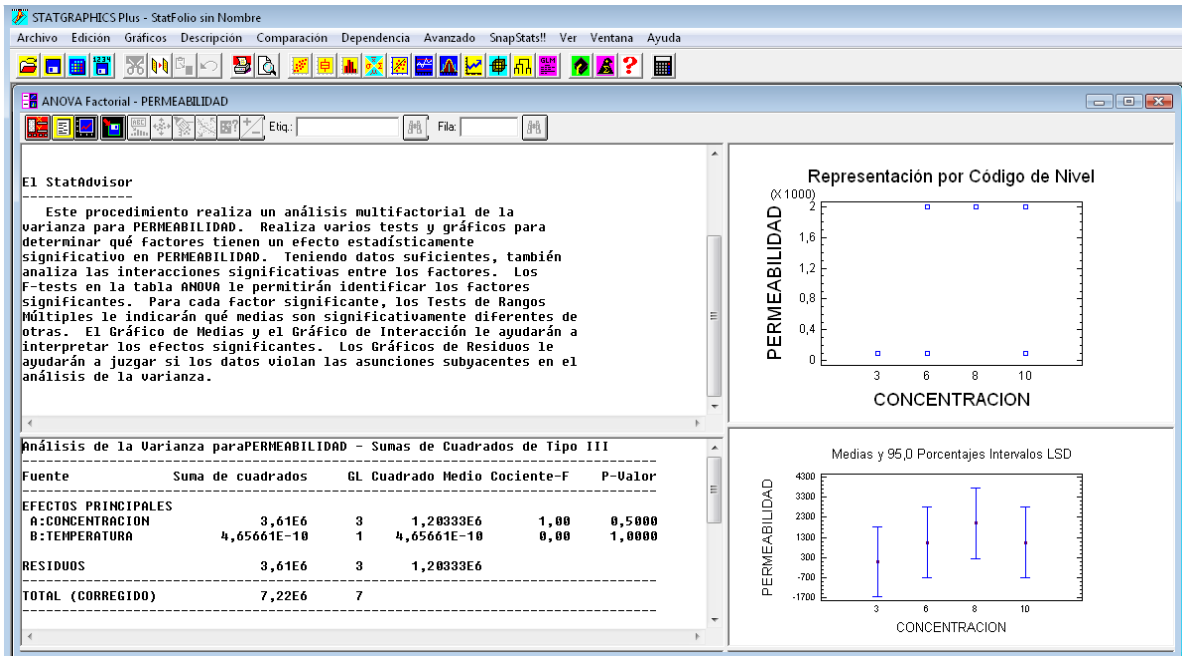 STATGRAPHICS Plus - StatFolio sin Nombre
Archivo Edición Gráficos Descripción Comparación Dependencia Avanzado SnapStats!! Ver Ventana Ayuda
ANOVA Factorial - PERMEABILIDAD
Etiq.: Fila:
El StatAdvisor
--------------
Este procedimiento realiza un análisis multifactorial de la
varianza para PERMEABILIDAD. Realiza varios tests y gráficos para
determinar qué factores tienen un efecto estadísticamente
significativo en PERMEABILIDAD. Teniendo datos suficientes, también
analiza las interacciones significativas entre los factores. Los
F-tests en la tabla ANOVA le permitirán identificar los factores
significantes. Para cada factor significante, los Tests de Rangos
Múltiples le indicarán qué medias son significativamente diferentes de
otras. El Gráfico de Medias y el Gráfico de Interacción le ayudarán a
interpretar los efectos significantes. Los Gráficos de Residuos le
ayudarán a juzgar si los datos violan las asunciones subyacentes en el
análisis de la varianza.
Representación por Código de Nivel
(X 1000)
2
1,6
1,2
0,8
0,4
0
PERMEABILIDAD
3 6 8 10
CONCENTRACION
Análisis de la Varianza paraPERMEABILIDAD - Sumas de Cuadrados de Tipo III
Fuente Suma de cuadrados GL Cuadrado Medio Cociente-F P-Valor
EFECTOS PRINCIPALES
A:CONCENTRACION 3,61E6 3 1,20333E6 1,00 0,5000
B:TEMPERATURA 4,65661E-10 1 4,65661E-10 0,00 1,0000
RESIDUOS 3,61E6 3 1,20333E6
TOTAL (CORREGIDO) 7,22E6 7
Medias y 95,0 Porcentajes Intervalos LSD
4300
3300
2300
1300
300
-700
-1700
PERMEABILIDAD
3 6 8 10
CONCENTRACION